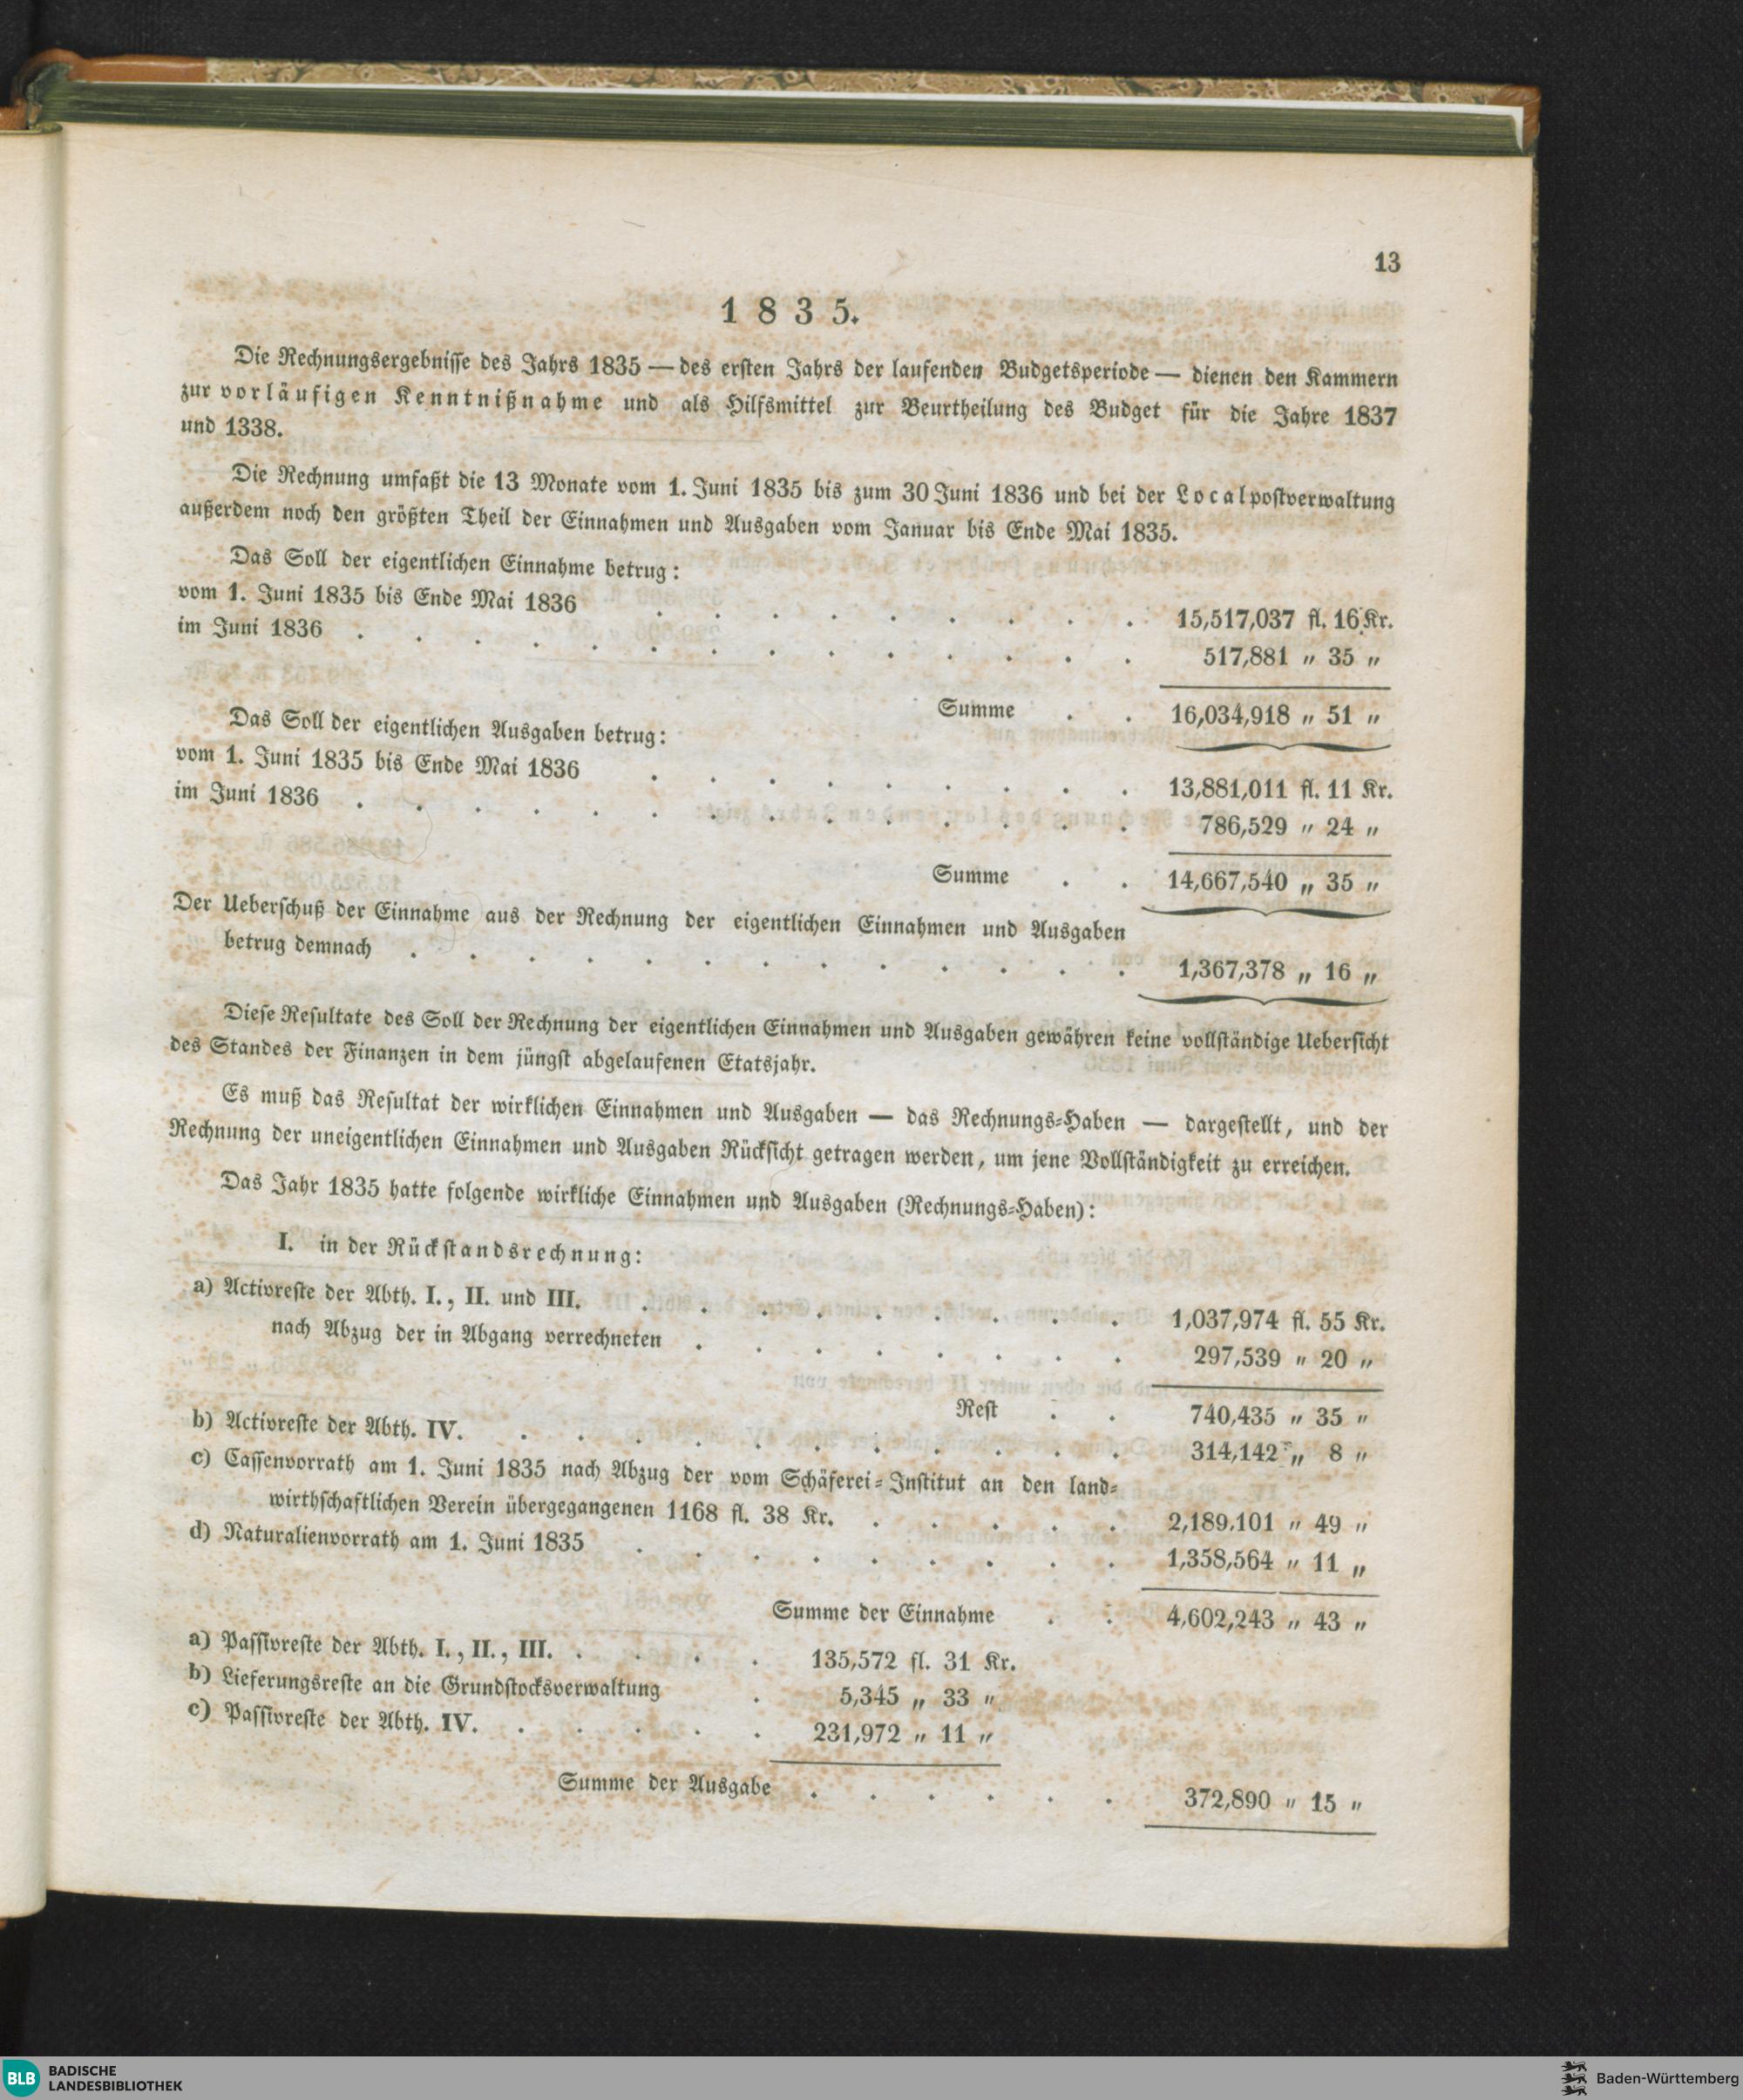 13
1 8 3 5.
Die Rechnungsergebnisse des Jahrs 1835 — des ersten Jahrs der laufenden Budgetsperiode — dienen den Kammern
zur vorläufigen Kenntnißnahme und als Hilfsmittel zur Beurtheilung des Budget für die Jahre 1837
und 1338.
Die Rechnung umfaßt die 13 Monate vom 1. Juni 1835 bis zum 30 Juni 1836 und bei der Localpostverwaltung
außerdem noch den größten Theil der Einnahmen und Ausgaben vom Januar bis Ende Mai 1835.
Das Soll der eigentlichen Einnahme betrug:
vom 1. Juni 1835 bis Ende Mai 1836 . . . . . . . . . 15,517,037 fl. 16 Kr.
im Juni 1836 . . . . . . . . . . . . . . 517,881 „ 35 „
Summe . . 16,034,918 „ 51 „
Das Soll der eigentlichen Ausgaben betrug:
vom 1. Juni 1835 bis Ende Mai 1836 . . . . . . . . . 13,881,011 fl. 11 Kr.
im Juni 1836 . . . . . . . . . . . . . . 786,529 „ 24 „
Summe . . 14,667,540 „ 35 „
Der Ueberschuß der Einnahme aus der Rechnung der eigentlichen Einnahmen und Ausgaben
betrug demnach . . . . . . . . . . . . . 1,367,378 „ 16 „
Diese Resultate des Soll der Rechnung der eigentlichen Einnahmen und Ausgaben gewähren keine vollständige Uebersicht
des Standes der Finanzen in dem jüngst abgelaufenen Etatsjahr.
Es muß das Resultat der wirklichen Einnahmen und Ausgaben — das Rechnungs-Haben — dargestellt, und der
Rechnung der uneigentlichen Einnahmen und Ausgaben Rücksicht getragen werden, um jene Vollständigkeit zu erreichen.
Das Jahr 1835 hatte folgende wirkliche Einnahmen und Ausgaben (Rechnungs-Haben):
I. in der Rückstandsrechnung:
a) Activreste der Abth. I., II. und III. . . . . . . . . . 1,037,974 fl. 55 Kr.
nach Abzug der in Abgang verrechneten . . . . . . . . 297,539 „ 20 „
Rest . . 740,435 „ 35 „
b) Activreste der Abth. IV. . . . . . . . . . . . 314,142 „ 8 „
c) Cassenvorrath am 1. Juni 1835 nach Abzug der vom Schäferei-Institut an den land-
wirthschaftlichen Verein übergegangenen 1168 fl. 38 Kr. . . . . . 2,189,101 „ 49 „
d) Naturalienvorrath am 1. Juni 1835 . . . . . . . . . 1,358,564 „ 11 „
Summe der Einnahme . . 4,602,243 „ 43 „
a) Passivreste der Abth. I., II., III. . . . . 135,572 fl. 31 Kr.
b) Lieferungsreste an die Grundstocksverwaltung . 5,345 „ 33 „
c) Passivreste der Abth. IV. . . . . . 231,972 „ 11 „
Summe der Ausgabe . . . . . . 372,890 „ 15 „
BLB BADISCHE
LANDESBIBLIOTHEK
Baden-Württemberg